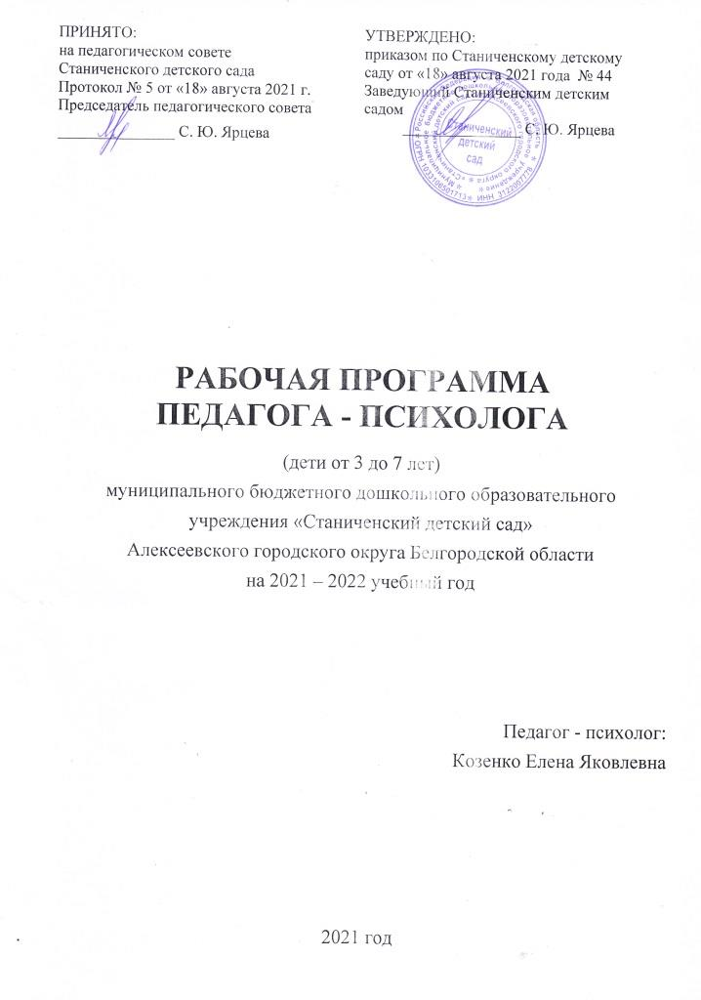 ПРИНЯТО:
на педагогическом совете
Станиченского детского сада
Протокол № 5 от «18» августа 2021 г.
Председатель педагогического совета
_______________ С. Ю. Ярцева
УТВЕРЖДЕНО:
приказом по Станиченскому детскому
саду от «18» августа 2021 года № 44
Заведующий Станиченским детским
садом
_______________ С. Ю. Ярцева
Станиченский
детский
сад
ИНН 3122007778
РАБОЧАЯ ПРОГРАММА
ПЕДАГОГА - ПСИХОЛОГА
(дети от 3 до 7 лет)
муниципального бюджетного дошкольного образовательного
учреждения «Станиченский детский сад»
Алексеевского городского округа Белгородской области
на 2021 – 2022 учебный год
Педагог - психолог:
Козенко Елена Яковлевна
2021 год